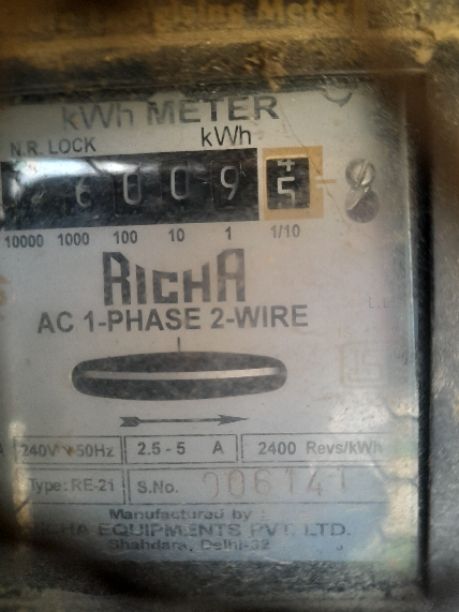 kWh METER
N.R. LOCK kWh
6 0 0 9 4 5
10000 1000 100 10 1 1/10
RICHA
AC 1-PHASE 2-WIRE
240V 50Hz 2.5 - 5 A 2400 Revs/kWh
Type: RE-21 S.No. 006141
Manufactured by :
EQUIPMENTS PVT. LTD.
Shahdara, Delhi-32